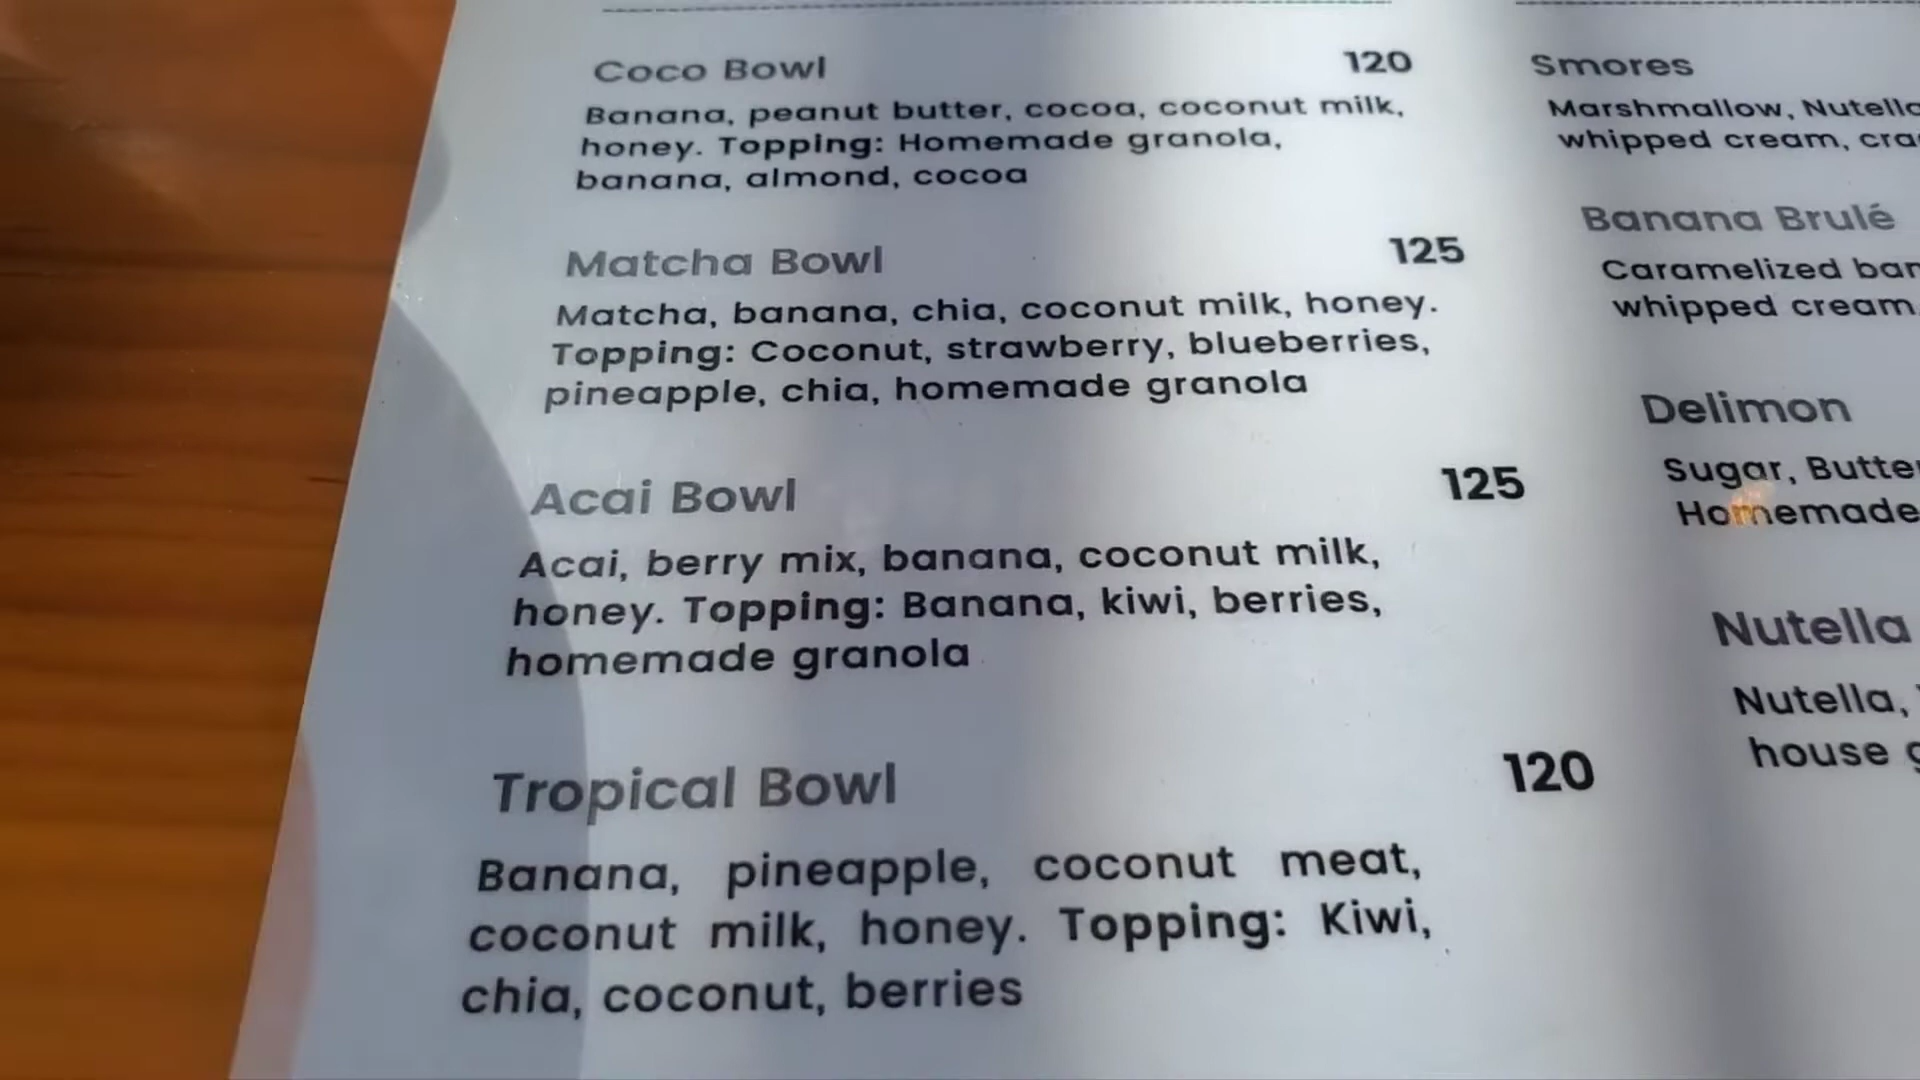 Coco Bowl 120
Banana, peanut butter, cocoa, coconut milk,
honey. Topping: Homemade granola,
banana, almond, cocoa
Matcha Bowl 125
Matcha, banana, chia, coconut milk, honey.
Topping: Coconut, strawberry, blueberries,
pineapple, chia, homemade granola
Acai Bowl 125
Acai, berry mix, banana, coconut milk,
honey. Topping: Banana, kiwi, berries,
homemade granola
Tropical Bowl 120
Banana, pineapple, coconut meat,
coconut milk, honey. Topping: Kiwi,
chia, coconut, berries
Smores
Marshmallow,
whipped cream,
Banana Brulé
Caramelized
whipped cream
Delimon
Sugar,
Homemade
Nutella
Nutella,
house